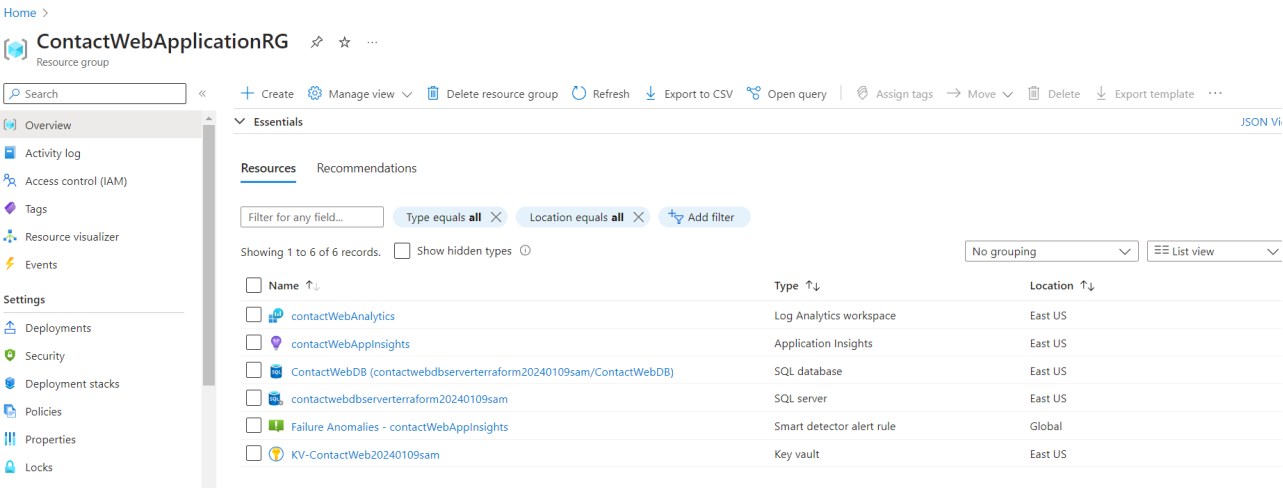 Home >
ContactWebApplicationRG ...
Resource group
Search «
Create Manage view Delete resource group Refresh Export to CSV Open query Assign tags Move Delete Export template ...
Overview
Activity log
Access control (IAM)
Tags
Resource visualizer
Events
Settings
Deployments
Security
Deployment stacks
Policies
Properties
Locks
Essentials JSON Vi
Resources Recommendations
Filter for any field... Type equals all Location equals all Add filter
Showing 1 to 6 of 6 records. Show hidden types No grouping List view
Name ↑↓ Type ↑↓ Location ↑↓
contactWebAnalytics Log Analytics workspace East US
contactWebAppInsights Application Insights East US
SQL ContactWebDB (contactwebdbserverterraform20240109sam/ContactWebDB) SQL database East US
SQL contactwebdbserverterraform20240109sam SQL server East US
Failure Anomalies - contactWebAppInsights Smart detector alert rule Global
KV-ContactWeb20240109sam Key vault East US